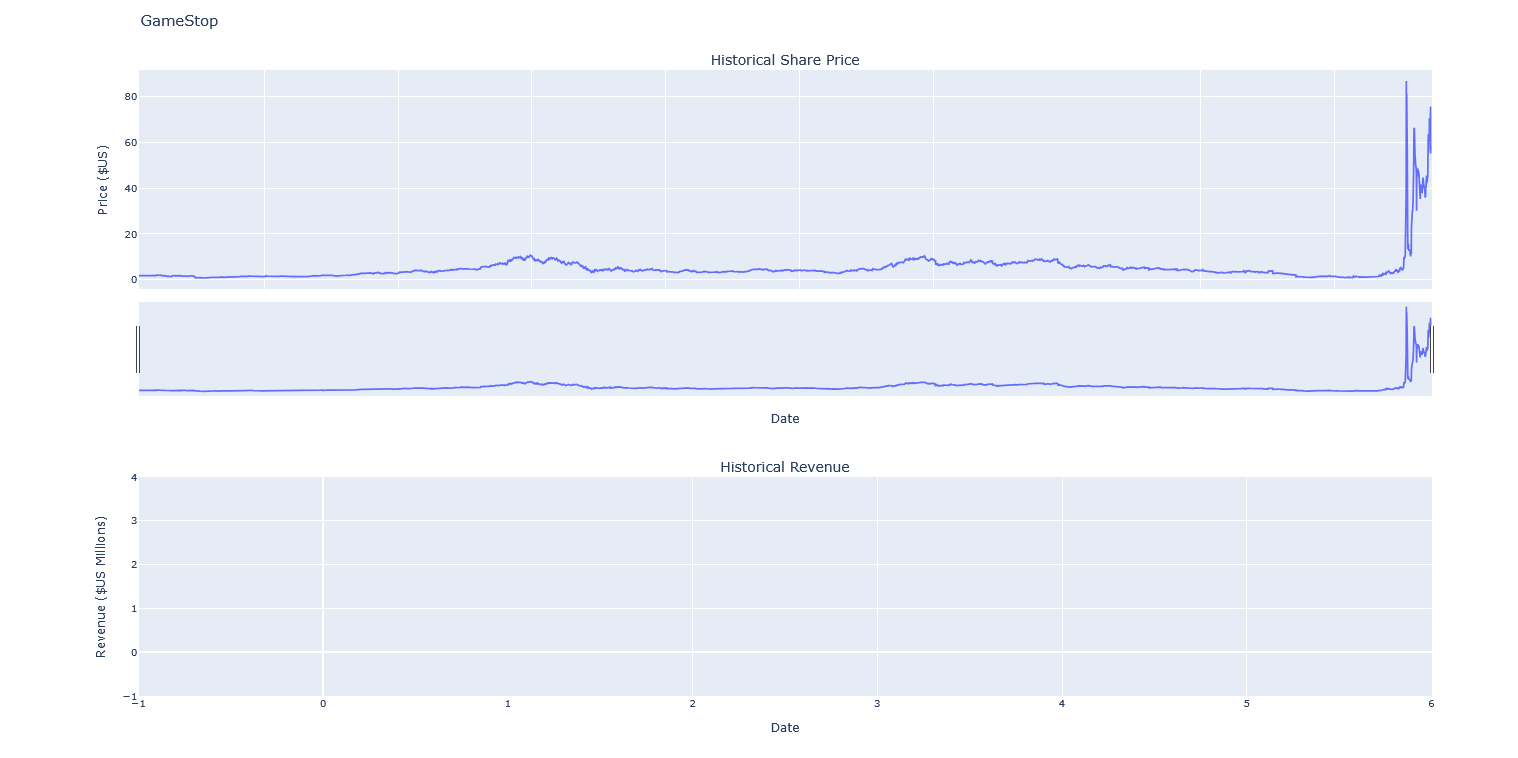 GameStop
Historical Share Price
80
60
40
20
0
Price ($US)
Date
Historical Revenue
4
3
2
1
0
−1
Revenue ($US Millions)
−1 0 1 2 3 4 5 6
Date